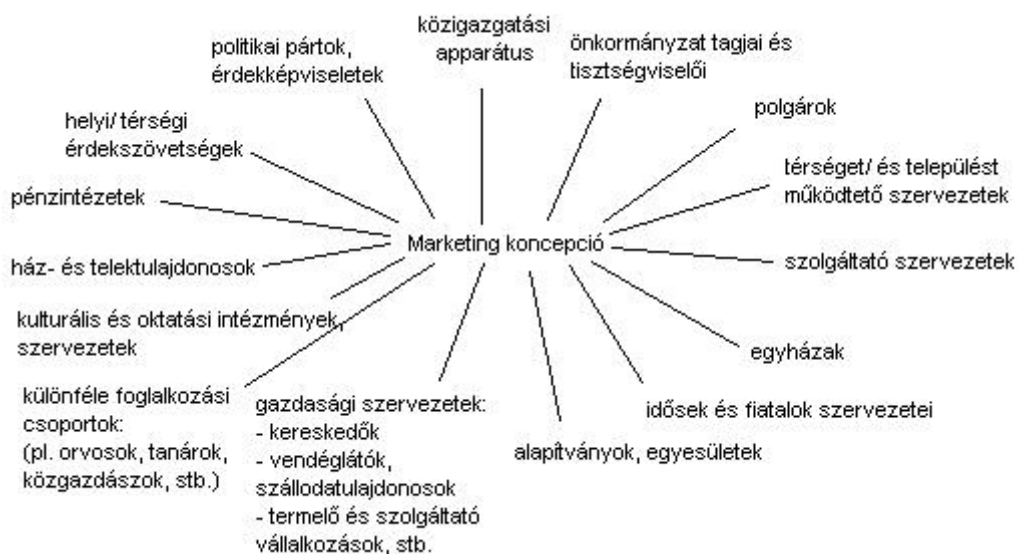 közigazgatási
apparátus
politikai pártok,
érdekképviseletek
önkormányzat tagjai és
tisztségviselői
helyi/ térségi
érdekszövetségek
polgárok
pénzintézetek
térséget/ és települést
működtető szervezetek
Marketing koncepció
ház- és telektulajdonosok
szolgáltató szervezetek
kulturális és oktatási intézmények,
szervezetek
egyházak
különféle foglalkozási
csoportok:
(pl. orvosok, tanárok,
közgazdászok, stb.)
gazdasági szervezetek:
- kereskedők
- vendéglátók,
szállodatulajdonosok
- termelő és szolgáltató
vállalkozások, stb.
idősek és fiatalok szervezetei
alapítványok, egyesületek